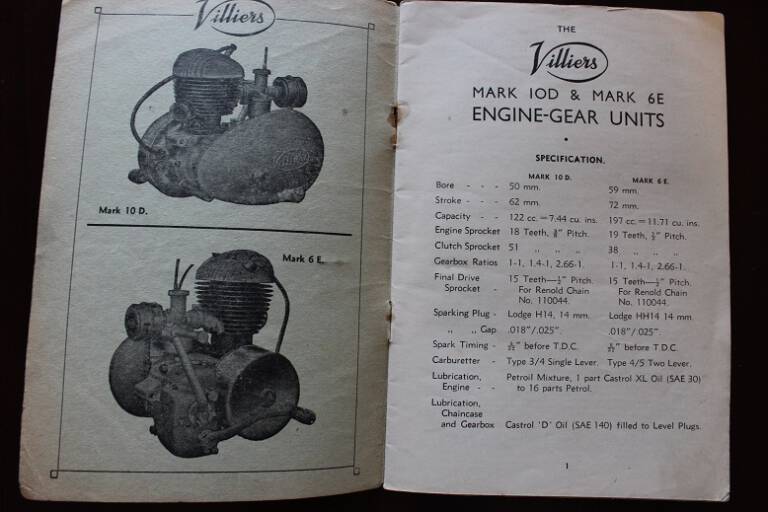 Villiers
Mark 10 D.
Mark 6 E.
THE
Villiers
MARK 10D & MARK 6E
ENGINE-GEAR UNITS
SPECIFICATION.
MARK 10 D. MARK 6 E.
Bore - - - 50 mm. 59 mm.
Stroke - - - 62 mm. 72 mm.
Capacity - - 122 cc. = 7.44 cu. ins. 197 cc. = 11.71 cu. ins.
Engine Sprocket 18 Teeth, ⅜" Pitch. 19 Teeth, ½" Pitch.
Clutch Sprocket 51 ,, ,, ,, 38 ,, ,, ,,
Gearbox Ratios 1-1, 1.4-1, 2.66-1. 1-1, 1.4-1, 2.66-1.
Final Drive 15 Teeth—½" Pitch. 15 Teeth—½" Pitch.
Sprocket - For Renold Chain For Renold Chain
No. 110044. No. 110044.
Sparking Plug - Lodge H14, 14 mm. Lodge HH14 14 mm.
,, ,, Gap .018"/.025". .018"/.025".
Spark Timing - before T.D.C. before T.D.C.
Carburetter - Type 3/4 Single Lever. Type 4/5 Two Lever.
Lubrication, Petroil Mixture, 1 part Castrol XL Oil (SAE 30)
Engine - - to 16 parts Petrol.
Lubrication,
Chaincase
and Gearbox Castrol 'D' Oil (SAE 140) filled to Level Plugs.
1